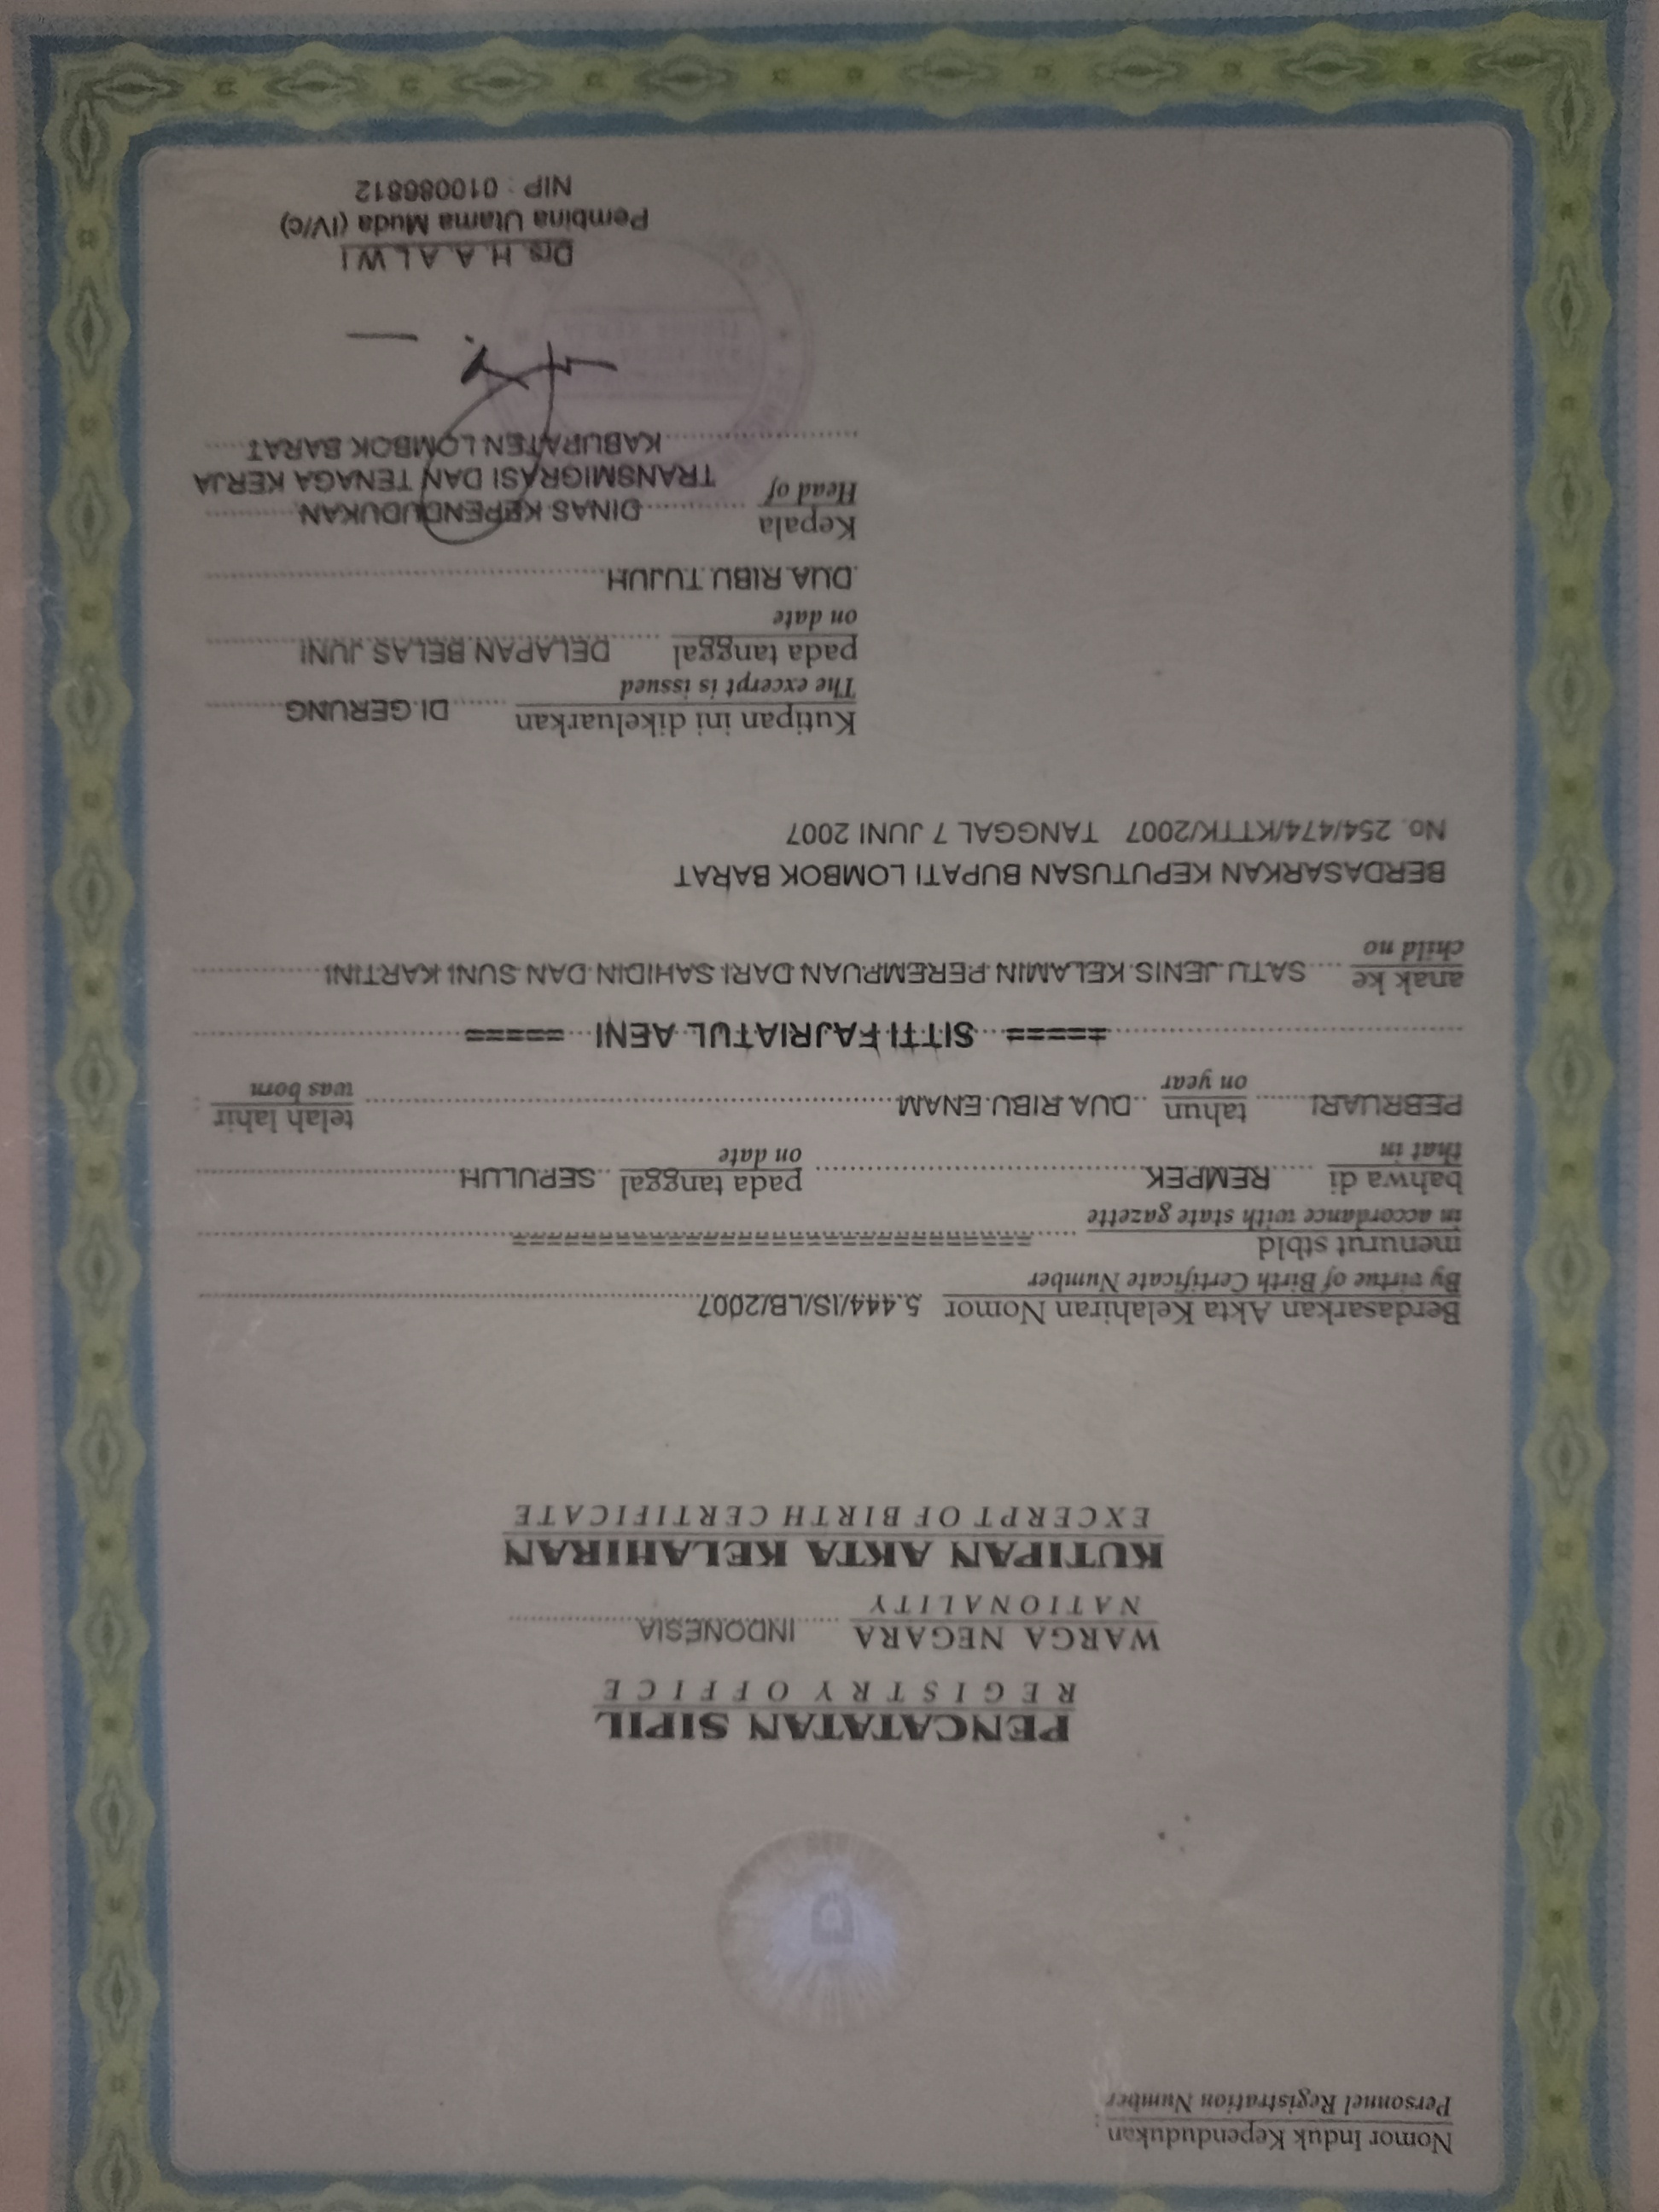 Nomor Induk Kependudukan :
Personnel Registration Number
PENCATATAN SIPIL
REGISTRY OFFICE
WARGA NEGARA INDONESIA
NATIONALITY
KUTIPAN AKTA KELAHIRAN
EXCERPT OF BIRTH CERTIFICATE
Berdasarkan Akta Kelahiran Nomor 5.444/IS/LB/2007
By virtue of Birth Certificate Number
menurut stbld ==============================
in accordance with state gazette
bahwa di REMPEK pada tanggal SEPULUH
that in on date
PEBRUARI tahun DUA RIBU ENAM telah lahir :
on year was born
===== SITTI FAJRIATUL AENI =====
anak ke SATU JENIS KELAMIN PEREMPUAN DARI SAHIDIN DAN SUNI KARTINI
child no
BERDASARKAN KEPUTUSAN BUPATI LOMBOK BARAT
No. 254/474/KTTK/2007 TANGGAL 7 JUNI 2007
Kutipan ini dikeluarkan DI GERUNG
The excerpt is issued
pada tanggal DELAPAN BELAS JUNI
on date
DUA RIBU TUJUH
Kepala DINAS KEPENDUDUKAN
Head of TRANSMIGRASI DAN TENAGA KERJA
KABUPATEN LOMBOK BARAT
Drs. H. A. ALWI
Pembina Utama Muda (IV/c)
NIP : 010086812